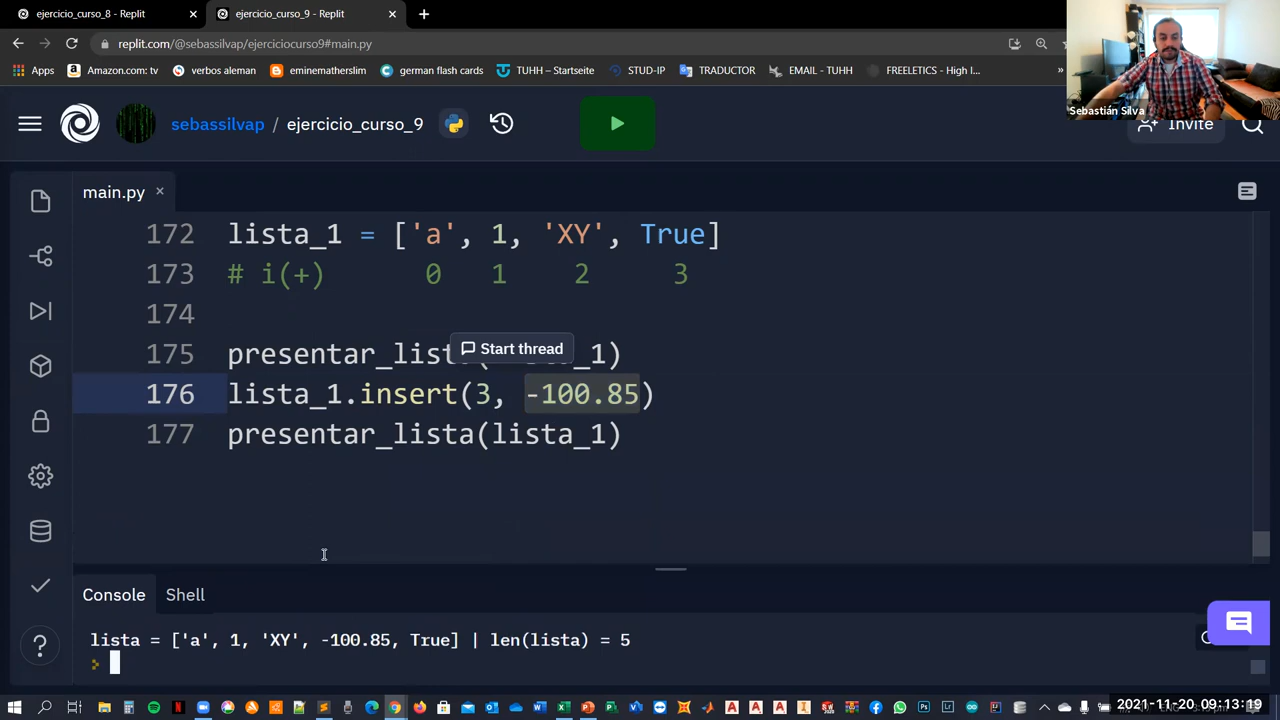 ejercicio_curso_8 - Replit
ejercicio_curso_9 - Replit
replit.com/@sebassilvap/ejerciciocurso9#main.py
Apps
Amazon.com: tv
verbos aleman
eminematherslim
german flash cards
TUHH – Startseite
STUD-IP
TRADUCTOR
EMAIL - TUHH
FREELETICS - High I...
Sebastián Silva
sebassilvap / ejercicio_curso_9
Invite
main.py
172 lista_1 = ['a', 1, 'XY', True]
173 # i(+) 0 1 2 3
174
Start thread
175 presentar_list _1)
176 lista_1.insert(3, -100.85)
177 presentar_lista(lista_1)
Console
Shell
lista = ['a', 1, 'XY', -100.85, True] | len(lista) = 5
2021-11-20 09:13:19